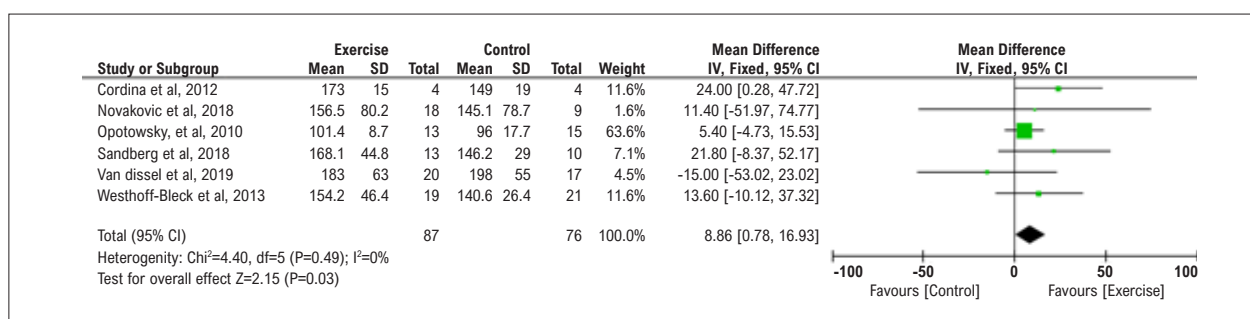 Exercise Control Mean Difference Mean Difference
Study or Subgroup Mean SD Total Mean SD Total Weight IV, Fixed, 95% CI IV, Fixed, 95% CI
Cordina et al, 2012 173 15 4 149 19 4 11.6% 24.00 [0.28, 47.72]
Novakovic et al, 2018 156.5 80.2 18 145.1 78.7 9 1.6% 11.40 [-51.97, 74.77]
Opotowsky, et al, 2010 101.4 8.7 13 96 17.7 15 63.6% 5.40 [-4.73, 15.53]
Sandberg et al, 2018 168.1 44.8 13 146.2 29 10 7.1% 21.80 [-8.37, 52.17]
Van dissel et al, 2019 183 63 20 198 55 17 4.5% -15.00 [-53.02, 23.02]
Westhoff-Bleck et al, 2013 154.2 46.4 19 140.6 26.4 21 11.6% 13.60 [-10.12, 37.32]
Total (95% CI) 87 76 100.0% 8.86 [0.78, 16.93]
Heterogenity: Chi²=4.40, df=5 (P=0.49); I²=0%
Test for overall effect Z=2.15 (P=0.03)
-100 -50 0 50 100
Favours [Control] Favours [Exercise]